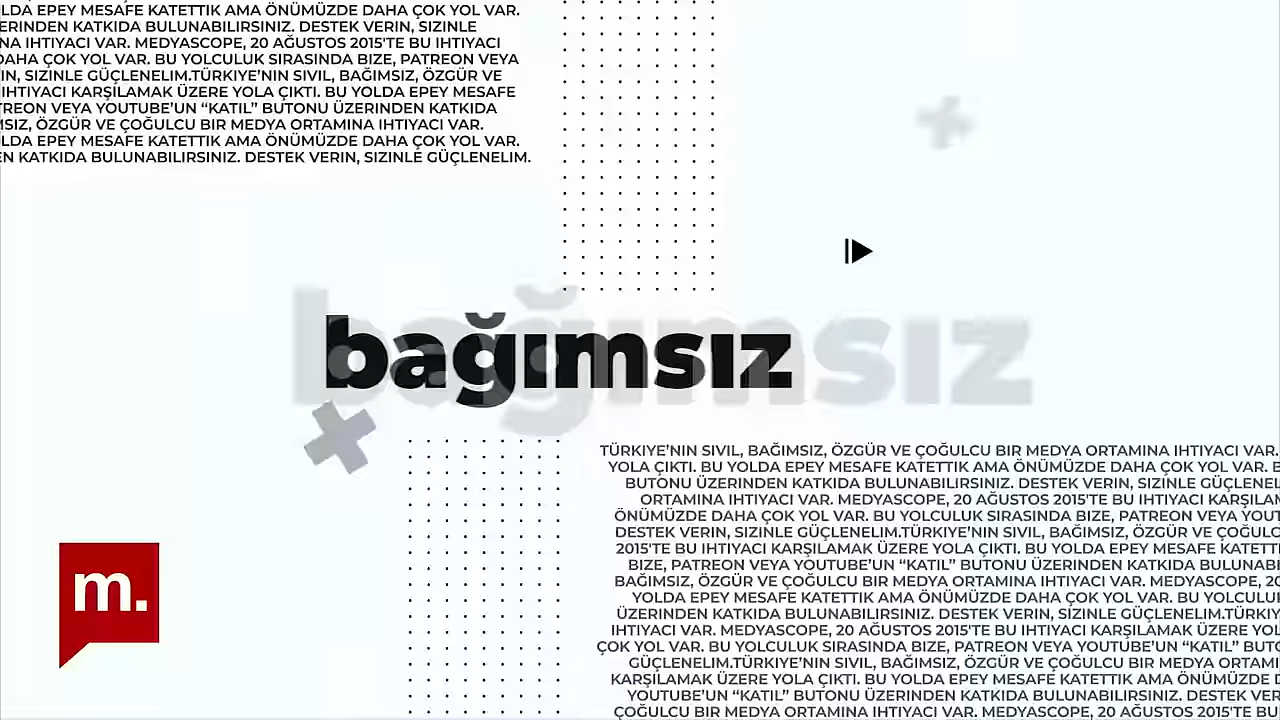 LDA EPEY MESAFE KATETTIK AMA ÖNÜMÜZDE DAHA ÇOK YOL VAR.
ERINDEN KATKIDA BULUNABILIRSINIZ. DESTEK VERIN, SIZINLE
NA IHTIYACI VAR. MEDYASCOPE, 20 AĞUSTOS 2015'TE BU IHTIYACI
DAHA ÇOK YOL VAR. BU YOLCULUK SIRASINDA BIZE, PATREON VEYA
IN, SIZINLE GÜÇLENELIM.TÜRKIYE’NIN SIVIL, BAĞIMSIZ, ÖZGÜR VE
IHTIYACI KARŞILAMAK ÜZERE YOLA ÇIKTI. BU YOLDA EPEY MESAFE
TREON VEYA YOUTUBE’UN “KATIL” BUTONU ÜZERINDEN KATKIDA
MSIZ, ÖZGÜR VE ÇOĞULCU BIR MEDYA ORTAMINA IHTIYACI VAR.
LDA EPEY MESAFE KATETTIK AMA ÖNÜMÜZDE DAHA ÇOK YOL VAR.
EN KATKIDA BULUNABILIRSINIZ. DESTEK VERIN, SIZINLE GÜÇLENELIM.
bağımsız
bağımsız
TÜRKIYE’NIN SIVIL, BAĞIMSIZ, ÖZGÜR VE ÇOĞULCU BIR MEDYA ORTAMINA IHTIYACI VAR.
YOLA ÇIKTI. BU YOLDA EPEY MESAFE KATETTIK AMA ÖNÜMÜZDE DAHA ÇOK YOL VAR. B
BUTONU ÜZERINDEN KATKIDA BULUNABILIRSINIZ. DESTEK VERIN, SIZINLE GÜÇLENEL
ORTAMINA IHTIYACI VAR. MEDYASCOPE, 20 AĞUSTOS 2015'TE BU IHTIYACI KARŞILAM
ÖNÜMÜZDE DAHA ÇOK YOL VAR. BU YOLCULUK SIRASINDA BIZE, PATREON VEYA YOUT
DESTEK VERIN, SIZINLE GÜÇLENELIM.TÜRKIYE’NIN SIVIL, BAĞIMSIZ, ÖZGÜR VE ÇOĞULC
2015'TE BU IHTIYACI KARŞILAMAK ÜZERE YOLA ÇIKTI. BU YOLDA EPEY MESAFE KATETT
BIZE, PATREON VEYA YOUTUBE’UN “KATIL” BUTONU ÜZERINDEN KATKIDA BULUNABI
BAĞIMSIZ, ÖZGÜR VE ÇOĞULCU BIR MEDYA ORTAMINA IHTIYACI VAR. MEDYASCOPE, 20
YOLDA EPEY MESAFE KATETTIK AMA ÖNÜMÜZDE DAHA ÇOK YOL VAR. BU YOLCULU
ÜZERINDEN KATKIDA BULUNABILIRSINIZ. DESTEK VERIN, SIZINLE GÜÇLENELIM.TÜRKIY
IHTIYACI VAR. MEDYASCOPE, 20 AĞUSTOS 2015'TE BU IHTIYACI KARŞILAMAK ÜZERE YOL
ÇOK YOL VAR. BU YOLCULUK SIRASINDA BIZE, PATREON VEYA YOUTUBE’UN “KATIL” BUTO
GÜÇLENELIM.TÜRKIYE’NIN SIVIL, BAĞIMSIZ, ÖZGÜR VE ÇOĞULCU BIR MEDYA ORTAMI
KARŞILAMAK ÜZERE YOLA ÇIKTI. BU YOLDA EPEY MESAFE KATETTIK AMA ÖNÜMÜZDE D
YOUTUBE’UN “KATIL” BUTONU ÜZERINDEN KATKIDA BULUNABILIRSINIZ. DESTEK VER
ÇOĞULCU BIR MEDYA ORTAMINA IHTIYACI VAR. MEDYASCOPE, 20 AĞUSTOS 2015'TE BU
m.